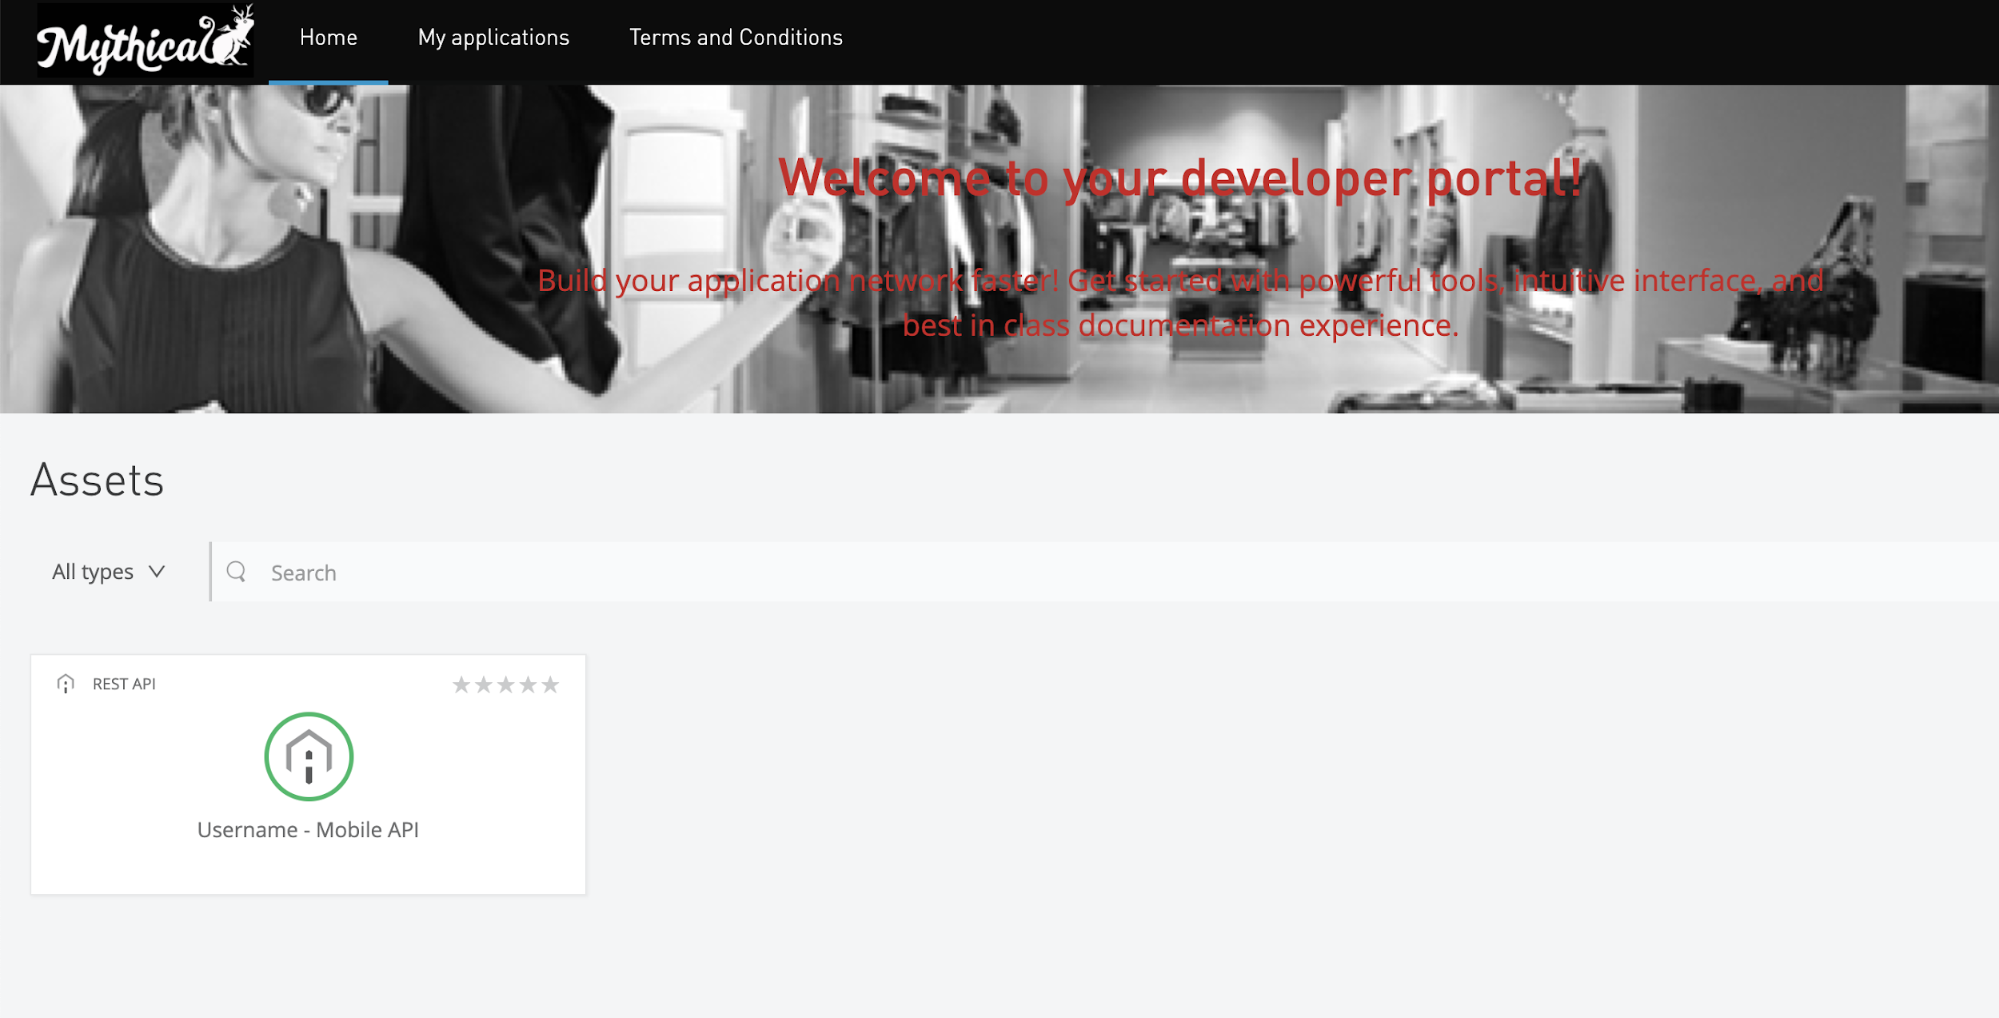 Mythical
Home
My applications
Terms and Conditions
Welcome to your developer portal!
Build your application network faster! Get started with powerful tools, intuitive interface, and
best in class documentation experience.
Assets
All types
Search
REST API
Username - Mobile API